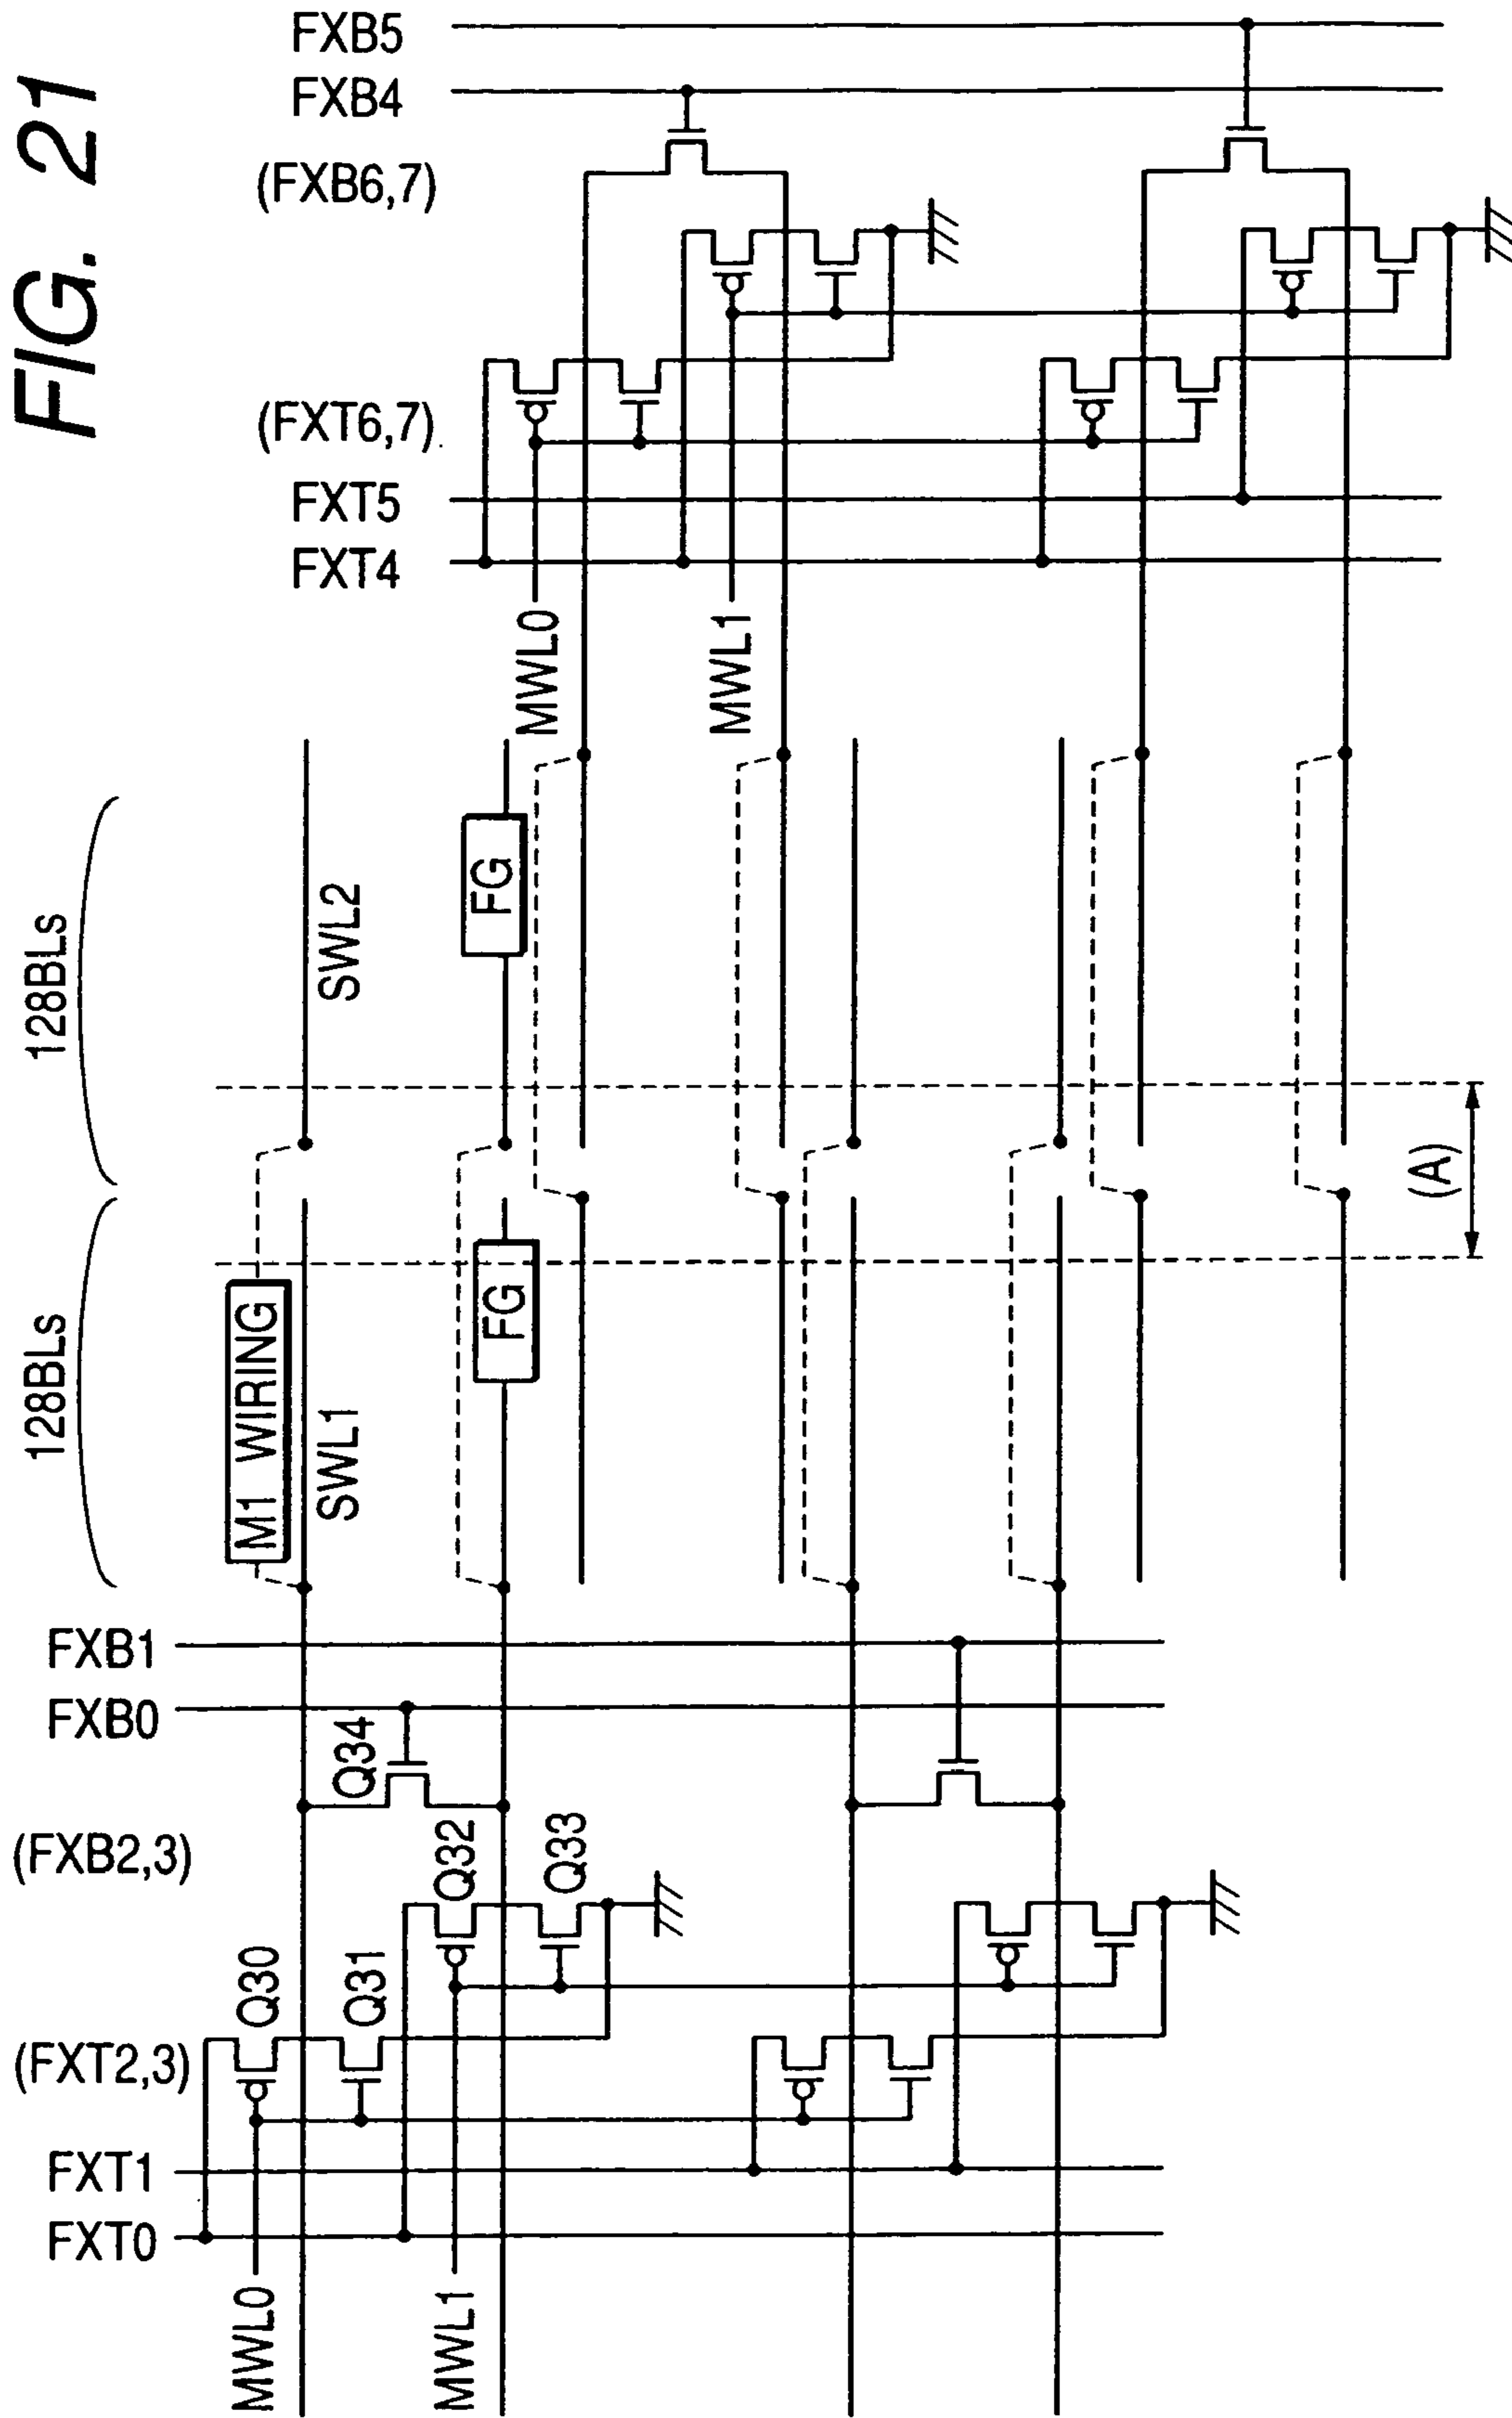 FIG. 21
FXB5
FXB4
(FXB6,7)
(FXT6,7)
FXT5
FXT4
MWL0
MWL1
128BLs
SWL2
FG
128BLs
M1 WIRING
SWL1
FG
(A)
FXB1
FXB0
(FXB2,3)
Q34
Q32
Q33
Q30
Q31
(FXT2,3)
FXT1
FXT0
MWL0
MWL1